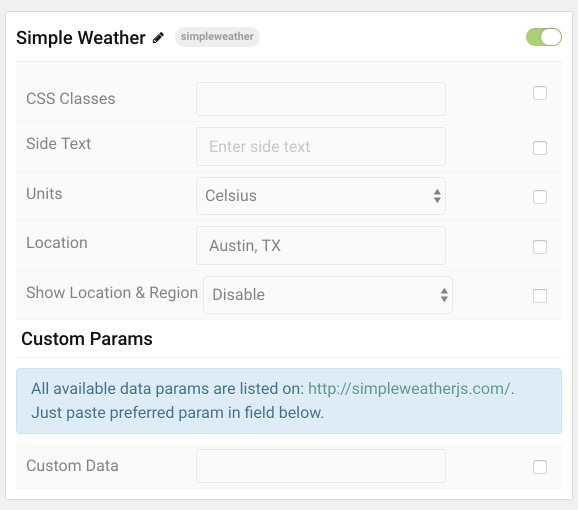 Simple Weather simpleweather
CSS Classes
Side Text Enter side text
Units Celsius
Location Austin, TX
Show Location & Region Disable
Custom Params
All available data params are listed on: http://simpleweatherjs.com/.
Just paste preferred param in field below.
Custom Data